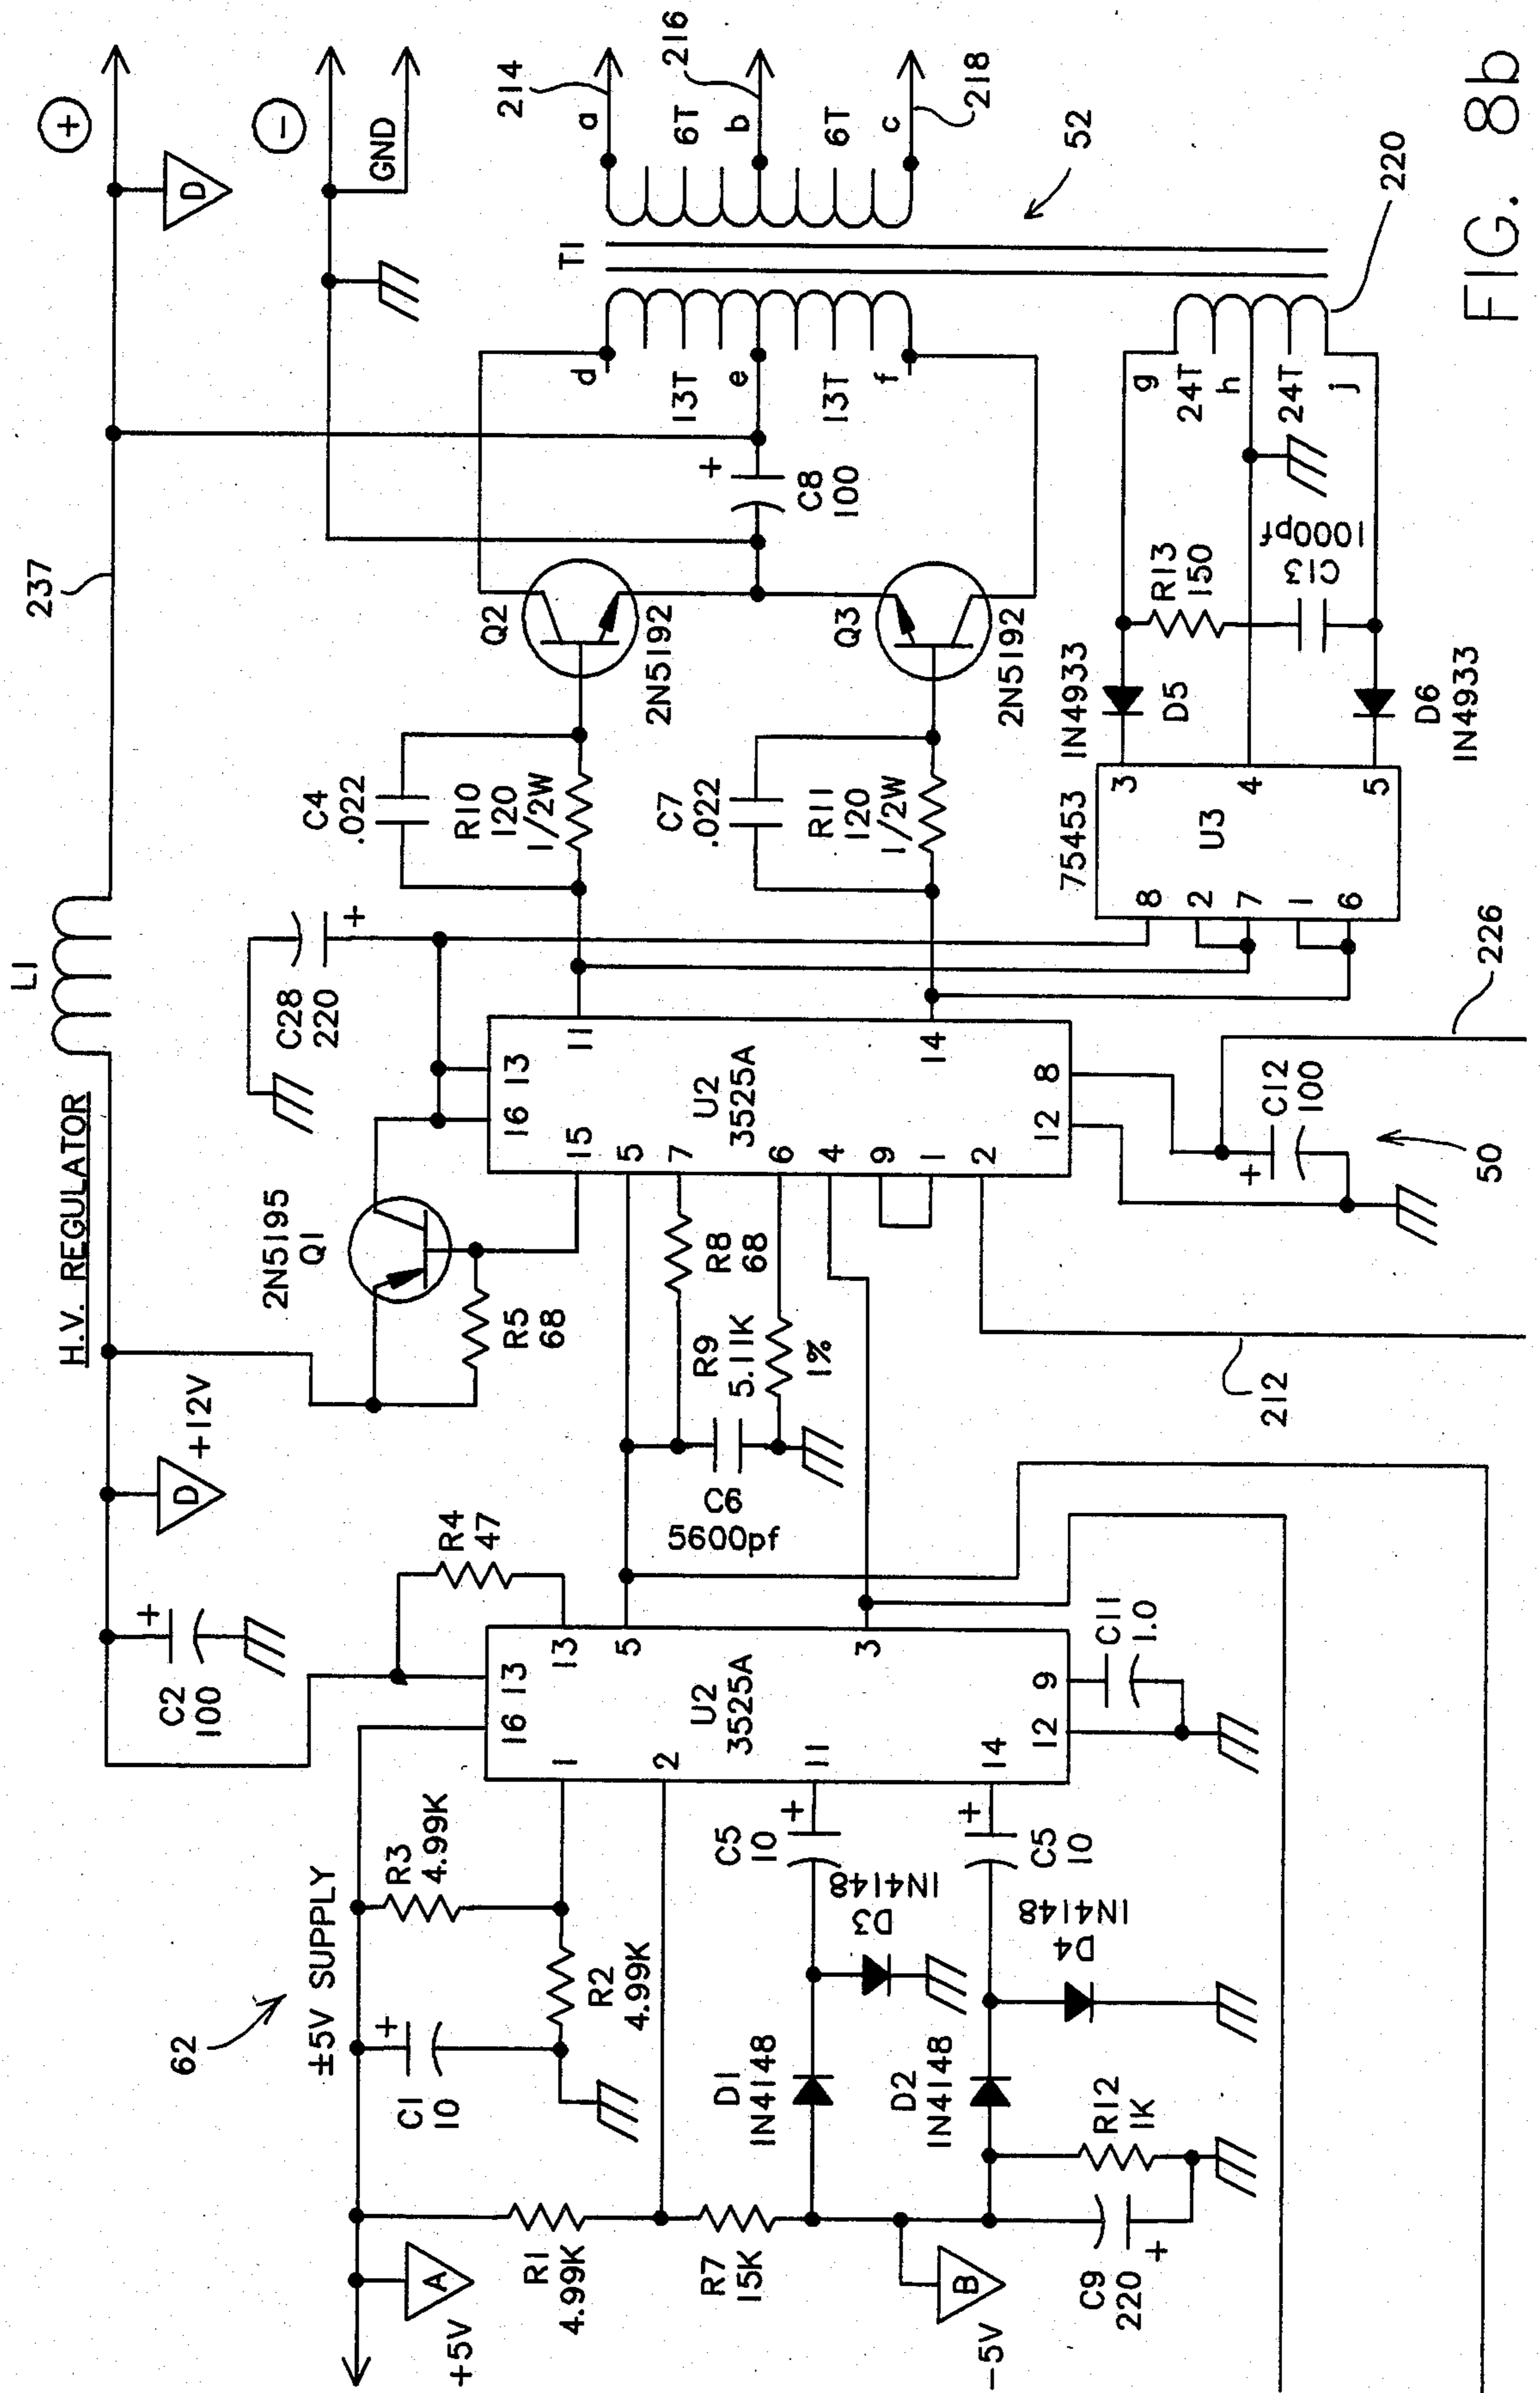 H.V. REGULATOR
L1
237
+
D
-
GND
D
+12V
C2
100
+
R4
47
2N5195
Q1
R5
68
C28
220
+
C4
.022
R10
120
1/2W
Q2
2N5192
C7
.022
R11
120
1/2W
Q3
2N5192
+
C8
100
d
13T
e
13T
f
T1
a
6T
b
6T
c
214
216
218
52
62
±5V SUPPLY
R3
4.99K
C1
10
+
R2
4.99K
A
+5V
R1
4.99K
R7
15K
B
-5V
C9
220
+
D1
1N4148
D2
1N4148
R12
1K
D3
1N4148
D4
1N4148
C5
10
+
C5
10
+
16
13
1
13
2
5
U2
3525A
11
3
14
12
9
C11
1.0
C6
5600pf
R8
68
R9
5.11K
1%
16
13
15
11
5
7
U2
3525A
6
4
9
1
2
14
12
8
212
+
C12
100
50
226
75453
8
2
7
1
6
U3
3
4
5
1N4933
D5
D6
1N4933
R13
150
C13
1000pf
g
24T
h
24T
j
220
FIG. 8b